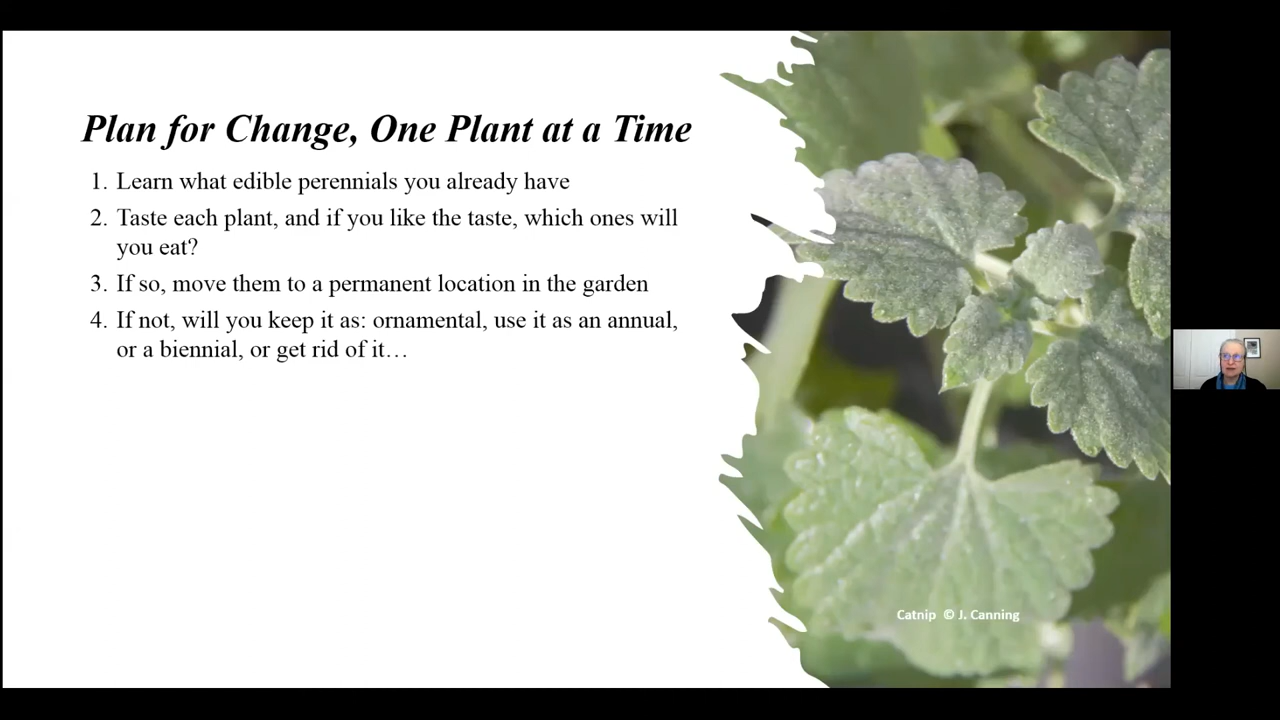 Plan for Change, One Plant at a Time
1. Learn what edible perennials you already have
2. Taste each plant, and if you like the taste, which ones will
you eat?
3. If so, move them to a permanent location in the garden
4. If not, will you keep it as: ornamental, use it as an annual,
or a biennial, or get rid of it…
Catnip © J. Canning